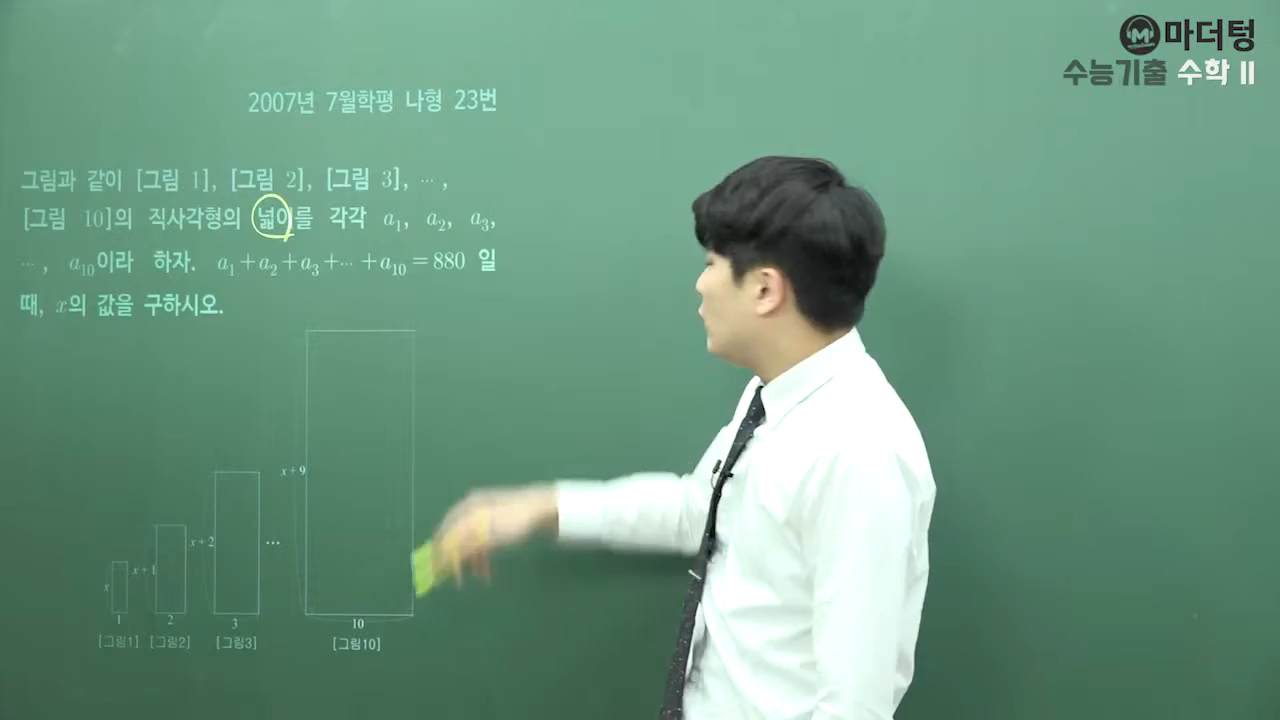 마더텅
수능기출 수학 II
2007년 7월학평 나형 23번
그림과 같이 [그림 1], [그림 2], [그림 3], ⋯ ,
[그림 10]의 직사각형의 넓이를 각각 a₁, a₂, a₃,
⋯ , a₁₀이라 하자. a₁+a₂+a₃+⋯+a₁₀=880 일
때, x의 값을 구하시오.
x x+1 x+2 ⋯ x+9
1 2 3 10
[그림1] [그림2] [그림3] [그림10]